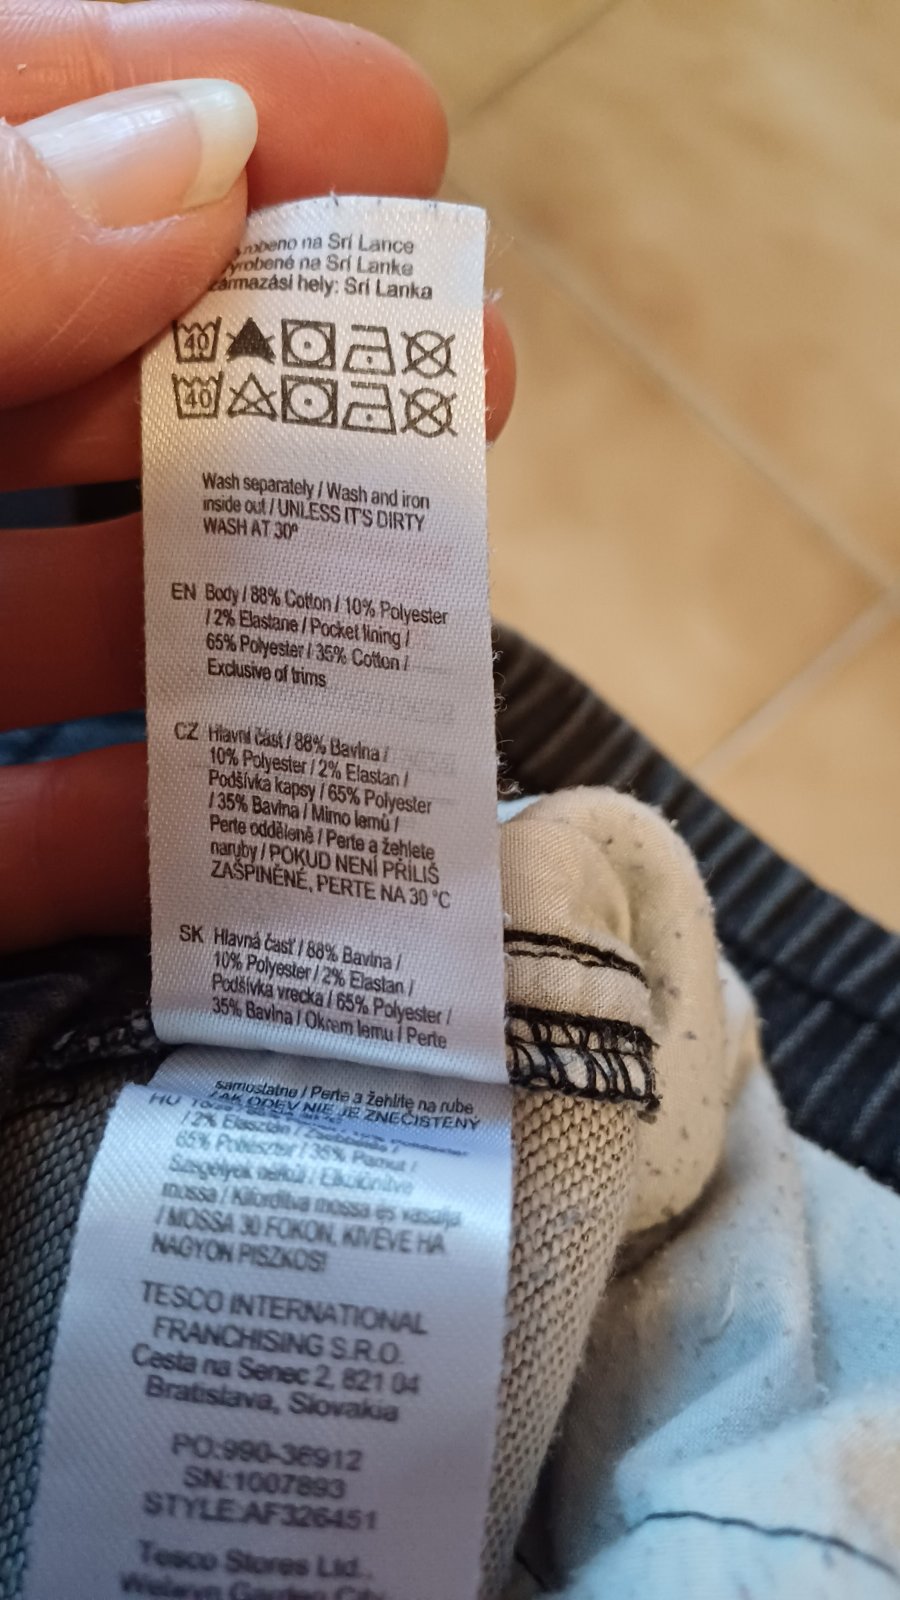 na Srí Lance
na Srí Lanke
hely: Srí Lanka
40
40
Wash separately / Wash and iron
inside out / UNLESS IT'S DIRTY
WASH AT 30º
EN Body / 88% Cotton / 10% Polyester
/ 2% Elastane / Pocket lining /
65% Polyester / 35% Cotton /
Exclusive of trims
CZ Hlavní část / 88% Bavlna /
10% Polyester / 2% Elastan /
Podšívka kapsy / 65% Polyester
/ 35% Bavlna / Mimo lemů /
Perte odděleně / Perte a žehlete
naruby / POKUD NENÍ PŘÍLIŠ
ZAŠPINĚNÉ, PERTE NA 30 °C
SK Hlavná časť / 88% Bavlna /
10% Polyester / 2% Elastan /
Podšívka vrecka / 65% Polyester /
35% Bavlna / Okrem lemu / Perte
samostatne / Perte a žehlite na rube
/ AK ODEV NIE JE ZNEČISTENÝ
HU
/ 2% Elasztán /
65% Poliészter / 35% Pamut /
Szegélyek nélkül / Elkülönítve
mossa / Kifordítva mossa és vasalja
/ MOSSA 30 FOKON, KIVÉVE HA
NAGYON PISZKOS!
TESCO INTERNATIONAL
FRANCHISING S.R.O.
Cesta na Senec 2, 821 04
Bratislava, Slovakia
PO:990-36912
SN:1007893
STYLE:AF326451
Tesco Stores Ltd.,
Welwyn Garden City